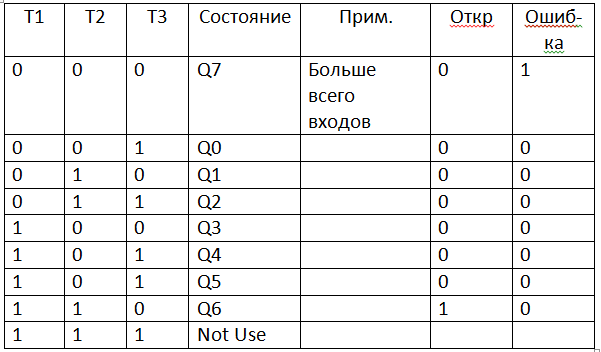 T1 T2 T3 Состояние Прим. Откр Ошиб-
ка
0 0 0 Q7 Больше 0 1
всего
входов
0 0 1 Q0 0 0
0 1 0 Q1 0 0
0 1 1 Q2 0 0
1 0 0 Q3 0 0
1 0 1 Q4 0 0
1 0 1 Q5 0 0
1 1 0 Q6 1 0
1 1 1 Not Use